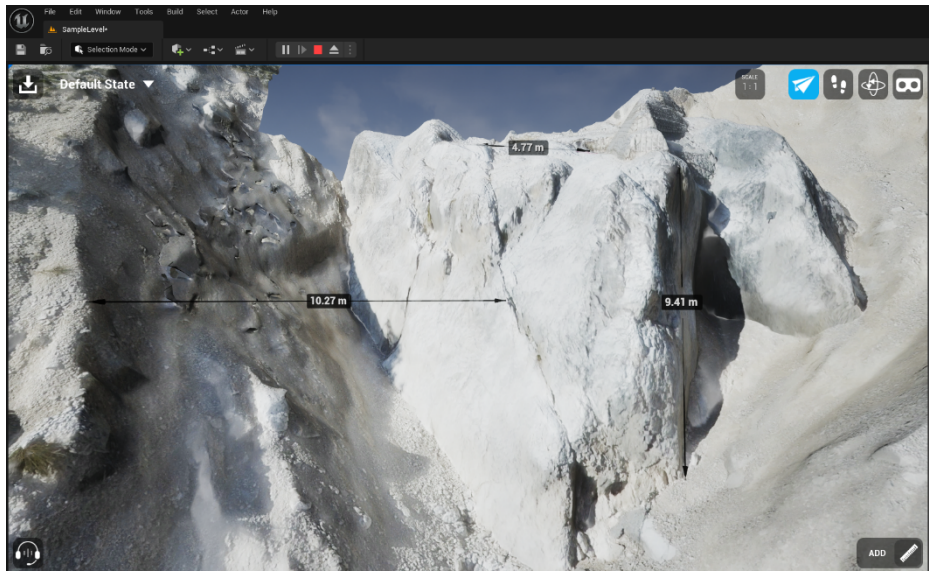 File Edit Window Tools Build Select Actor Help
SampleLevel•
Selection Mode
Default State
SCALE
1:1
4.77 m
10.27 m
9.41 m
ADD